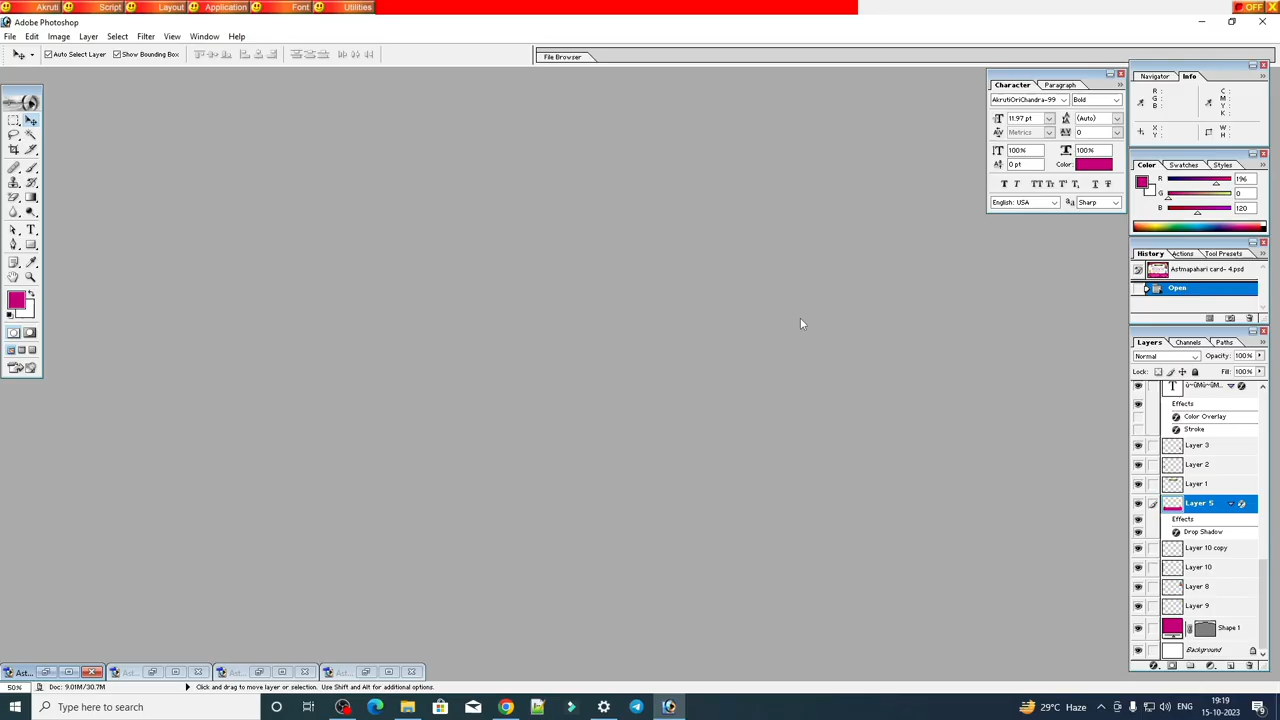 Akruti Script Layout Application Font Utilities OFF X
Adobe Photoshop
File Edit Image Layer Select Filter View Window Help
Auto Select Layer Show Bounding Box File Browser
Navigator Info
R : G : B : C : M : Y : K :
X : Y : W : H :
Character Paragraph
AkrutiOriChandra-99 Bold
11.97 pt (Auto)
Metrics 0
100% 100%
0 pt Color:
English: USA aa Sharp
Color Swatches Styles
R 196
G 0
B 120
History Actions Tool Presets
Astmapahari card- 4.psd
Open
Layers Channels Paths
Normal Opacity: 100%
Lock: Fill: 100%
Effects
Color Overlay
Stroke
Layer 3
Layer 2
Layer 1
Layer 5
Effects
Drop Shadow
Layer 10 copy
Layer 10
Layer 8
Layer 9
Shape 1
Background
Ast... Ast... Ast... Ast...
50% Doc: 9.01M/30.7M Click and drag to move layer or selection. Use Shift and Alt for additional options.
Type here to search
29°C Haze ENG 19:19 15-10-2023